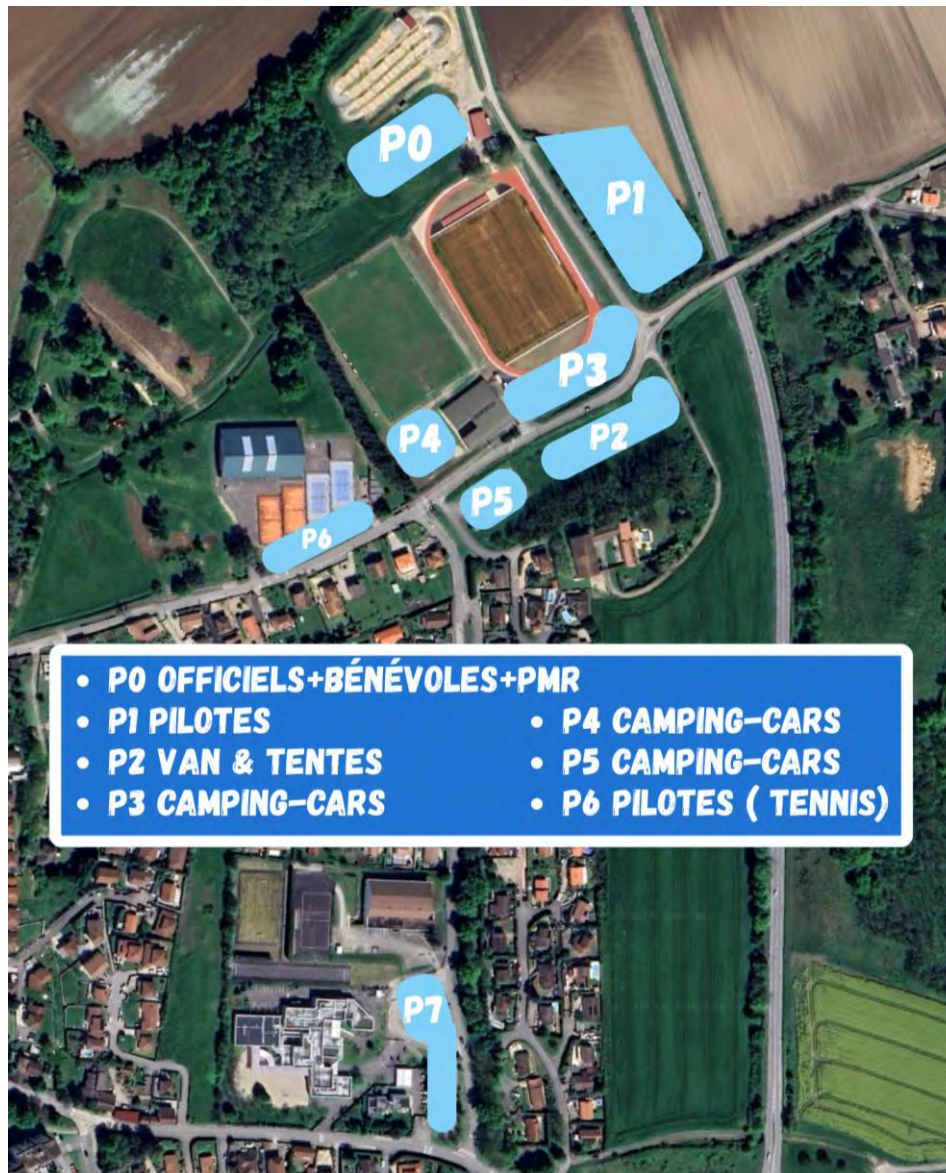 P0
P1
P3
P4
P2
P5
P6
• P0 OFFICIELS+BÉNÉVOLES+PMR
• P1 PILOTES
• P2 VAN & TENTES
• P3 CAMPING-CARS
• P4 CAMPING-CARS
• P5 CAMPING-CARS
• P6 PILOTES ( TENNIS)
P7